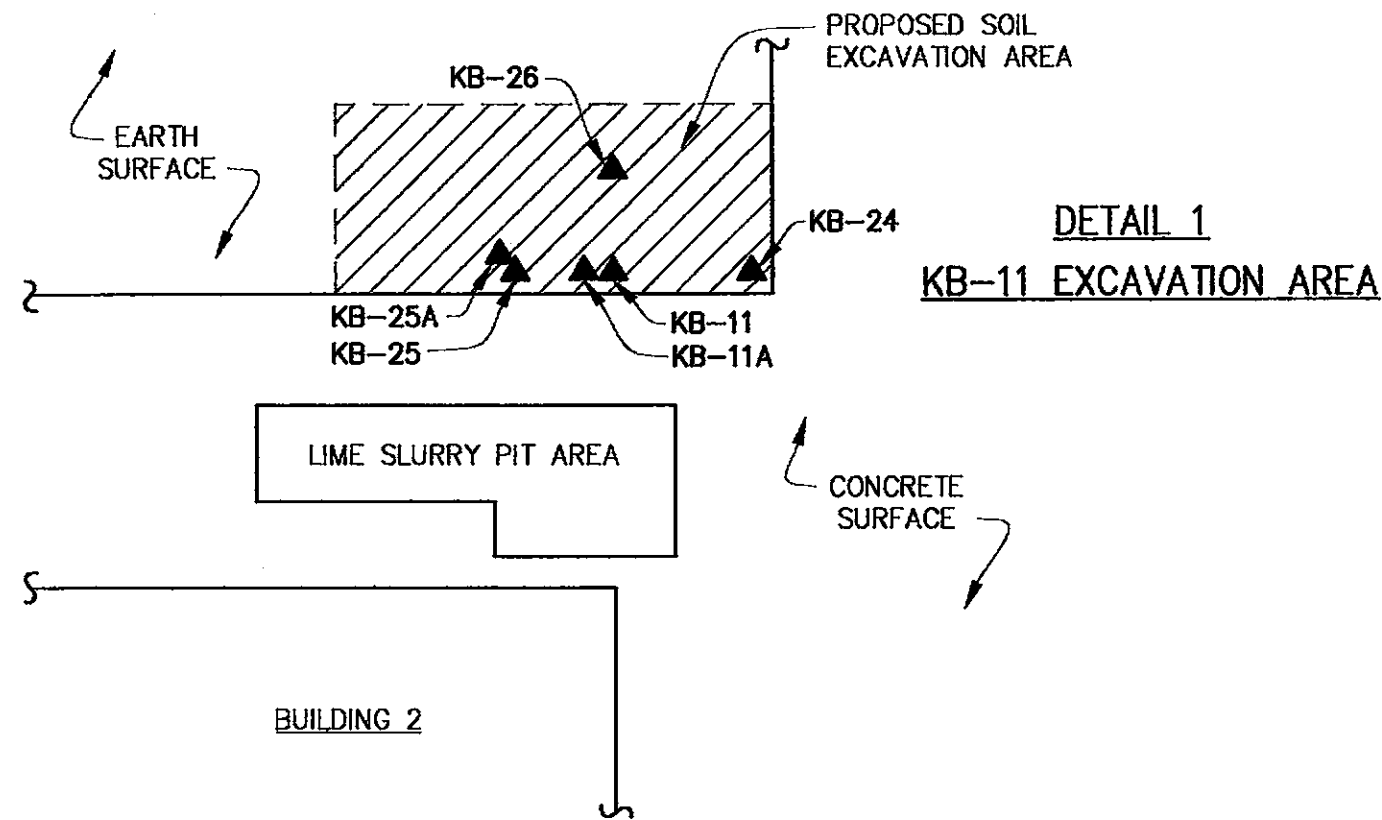 PROPOSED SOIL
EXCAVATION AREA
KB-26
EARTH
SURFACE
KB-24
DETAIL 1
KB-11 EXCAVATION AREA
KB-25A
KB-25
KB-11
KB-11A
LIME SLURRY PIT AREA
CONCRETE
SURFACE
BUILDING 2